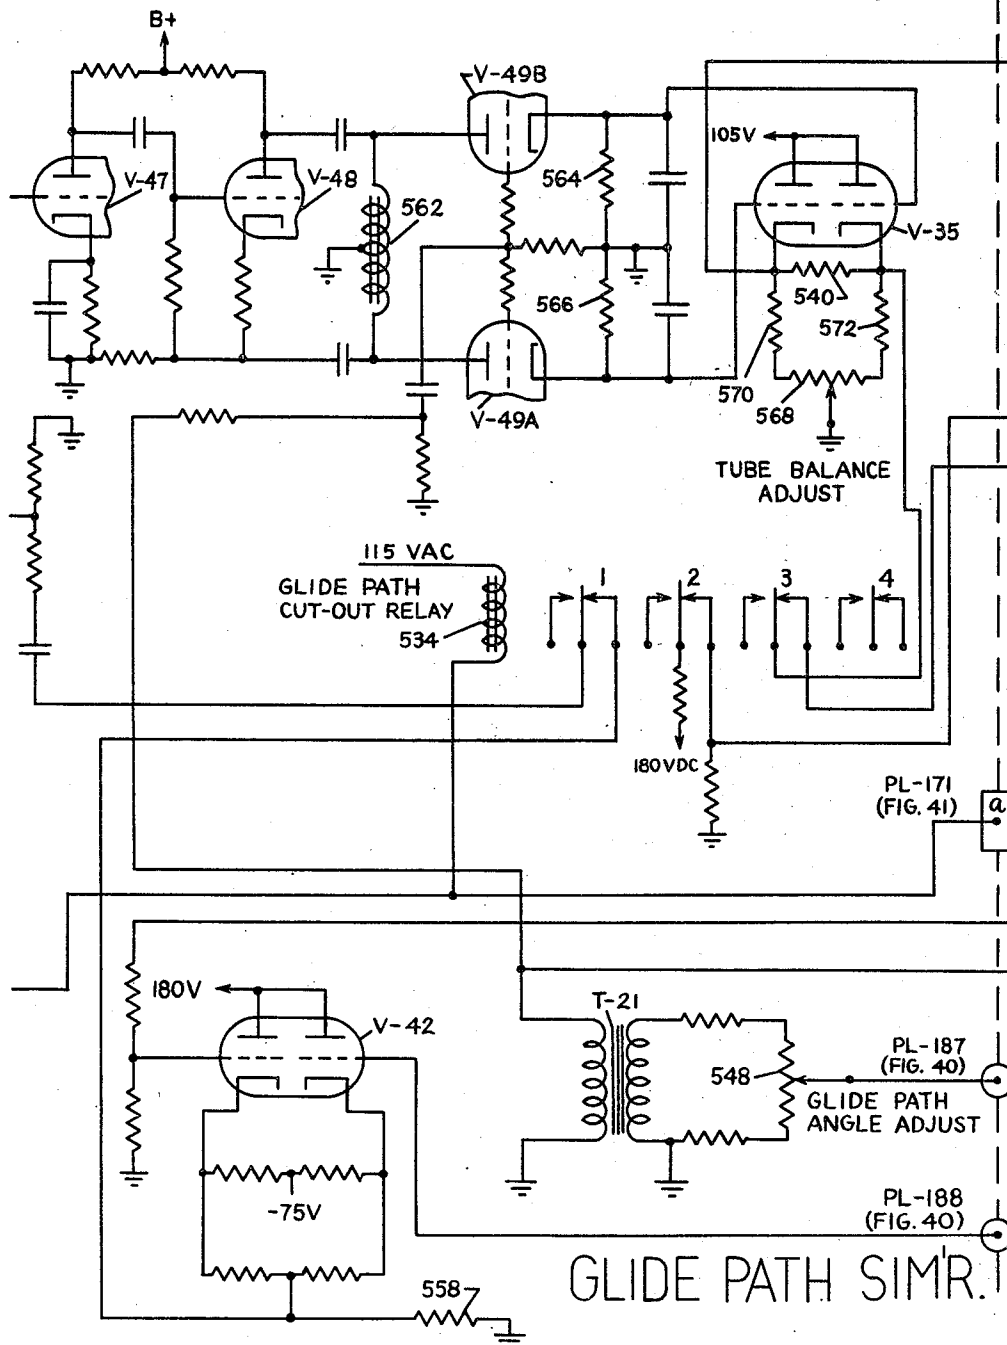 B+
V-49B
105V
V-47
V-48
564
562
V-35
566
540
572
570
568
V-49A
TUBE BALANCE
ADJUST
115 VAC
GLIDE PATH
CUT-OUT RELAY
534
1
2
3
4
180VDC
PL-171
(FIG. 41)
a
180V
V-42
T-21
548
PL-187
(FIG. 40)
GLIDE PATH
ANGLE ADJUST
-75V
PL-188
(FIG. 40)
558
GLIDE PATH SIM'R.